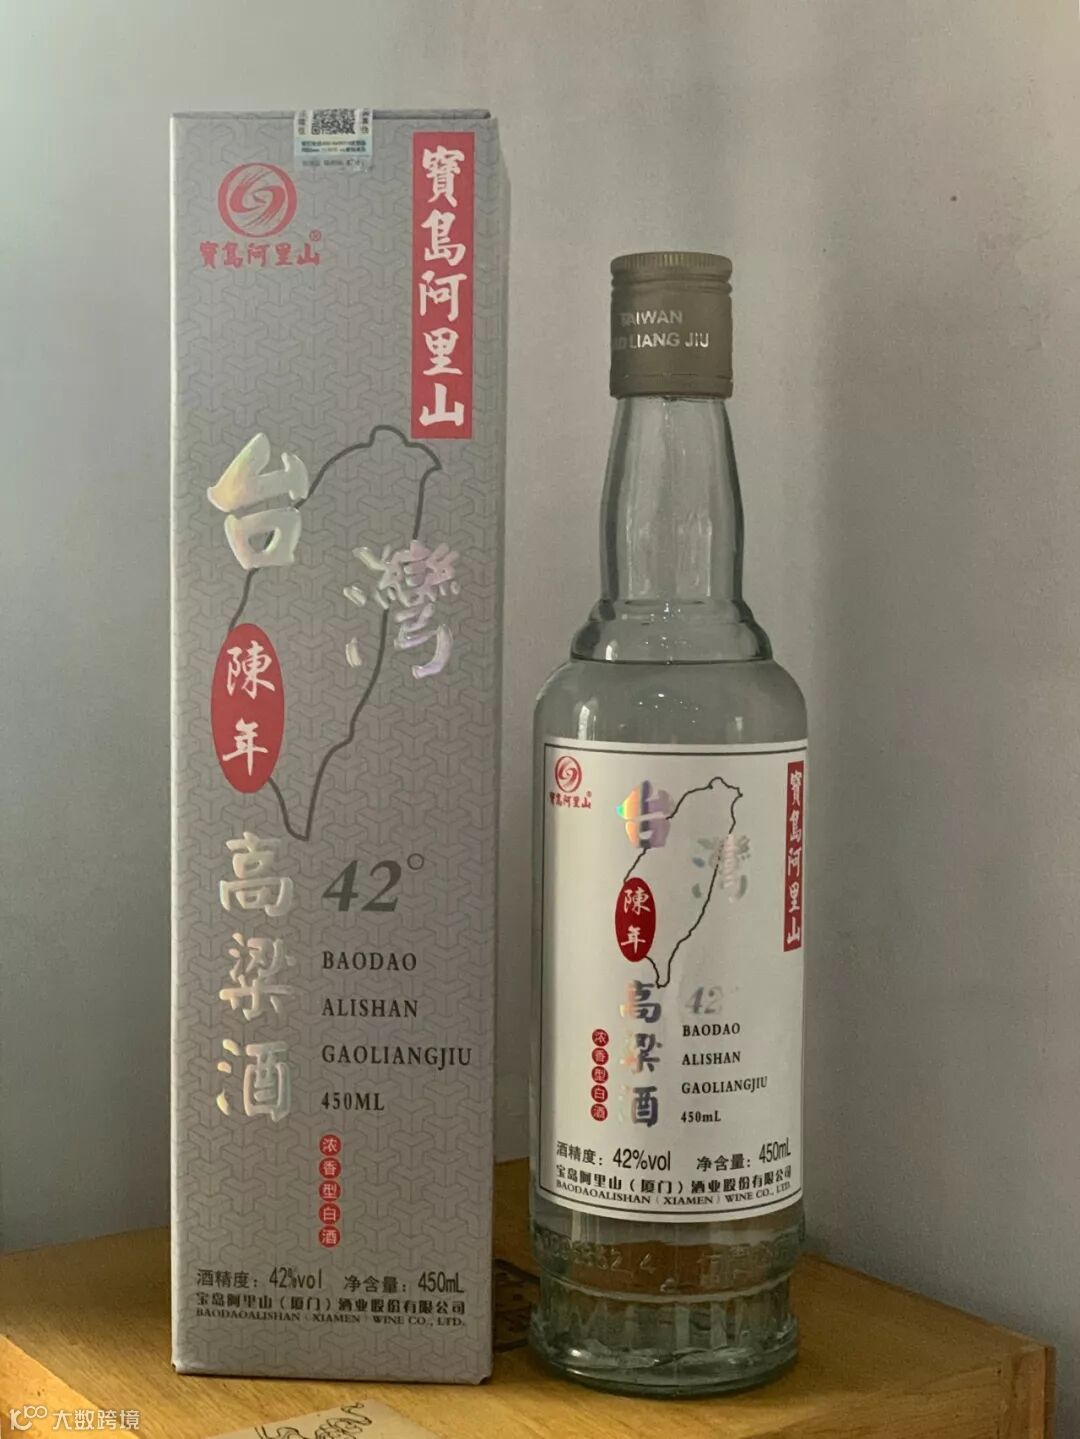 寶島阿里山®
寶島阿里山
台灣
陳年
高粱酒
42°
BAODAO
ALISHAN
GAOLIANGJIU
450ML
浓香型白酒
酒精度：42%vol 净含量：450mL
宝岛阿里山（厦门）酒业股份有限公司
BAODAOALISHAN（XIAMEN）WINE CO., LTD.
TAIWAN
LIANG JIU
寶島阿里山
寶島阿里山
台灣
陳年
高粱酒
42°
BAODAO
ALISHAN
GAOLIANGJIU
450mL
浓香型白酒
酒精度：42%vol 净含量：450mL
宝岛阿里山（厦门）酒业股份有限公司
BAODAOALISHAN（XIAMEN）WINE CO., LTD.
大数跨境